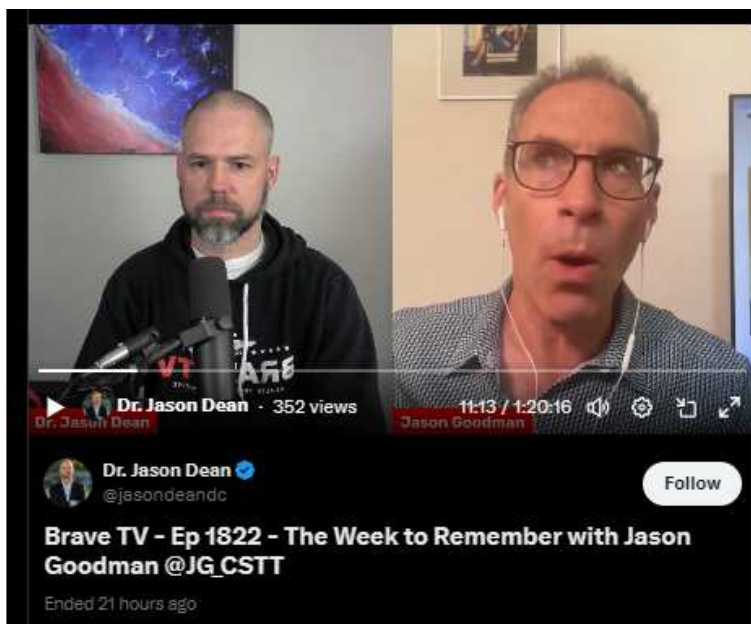 VT
Dr. Jason Dean · 352 views
11:13 / 1:20:16
Dr. Jason Dean
Jason Goodman
Dr. Jason Dean
@jasondeandc
Follow
Brave TV - Ep 1822 - The Week to Remember with Jason
Goodman @JG_CSTT
Ended 21 hours ago